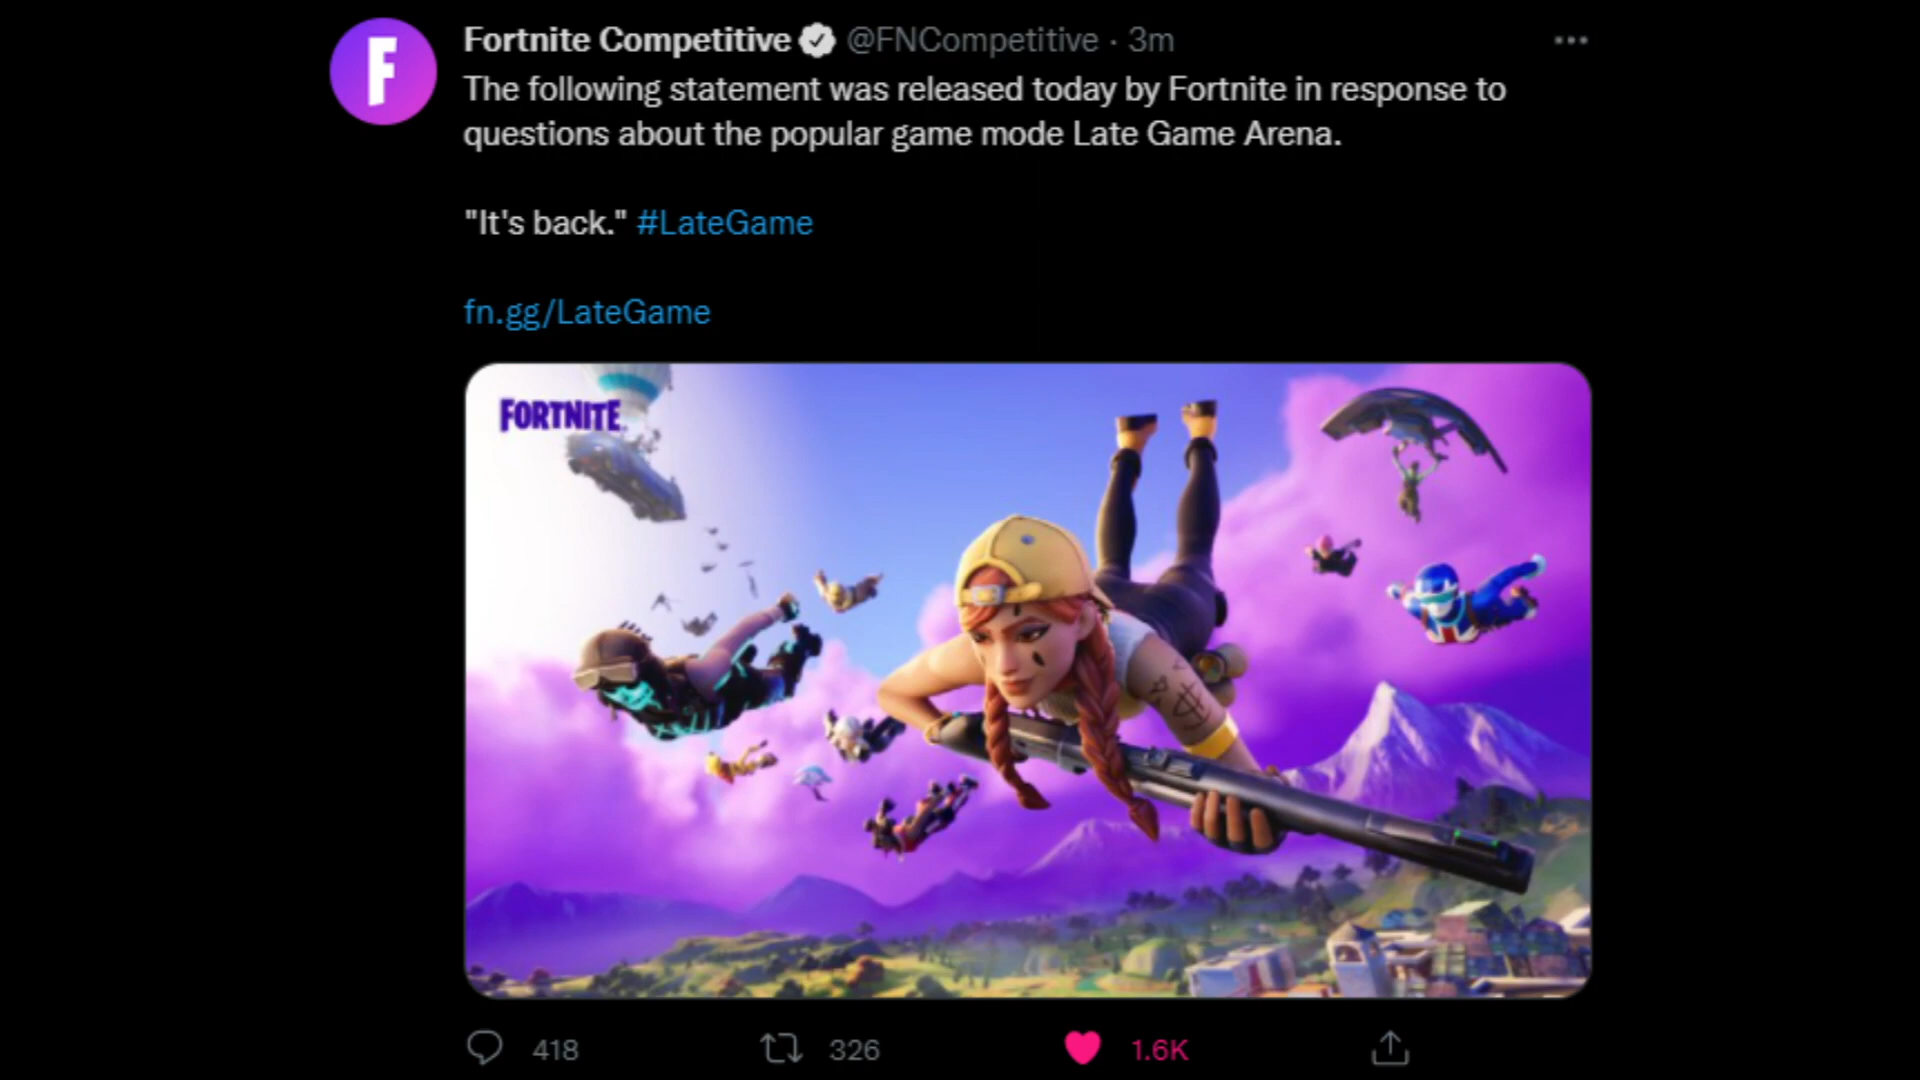 Fortnite Competitive @FNCompetitive · 3m
The following statement was released today by Fortnite in response to
questions about the popular game mode Late Game Arena.
"It's back." #LateGame
fn.gg/LateGame
FORTNITE
418 326 1.6K